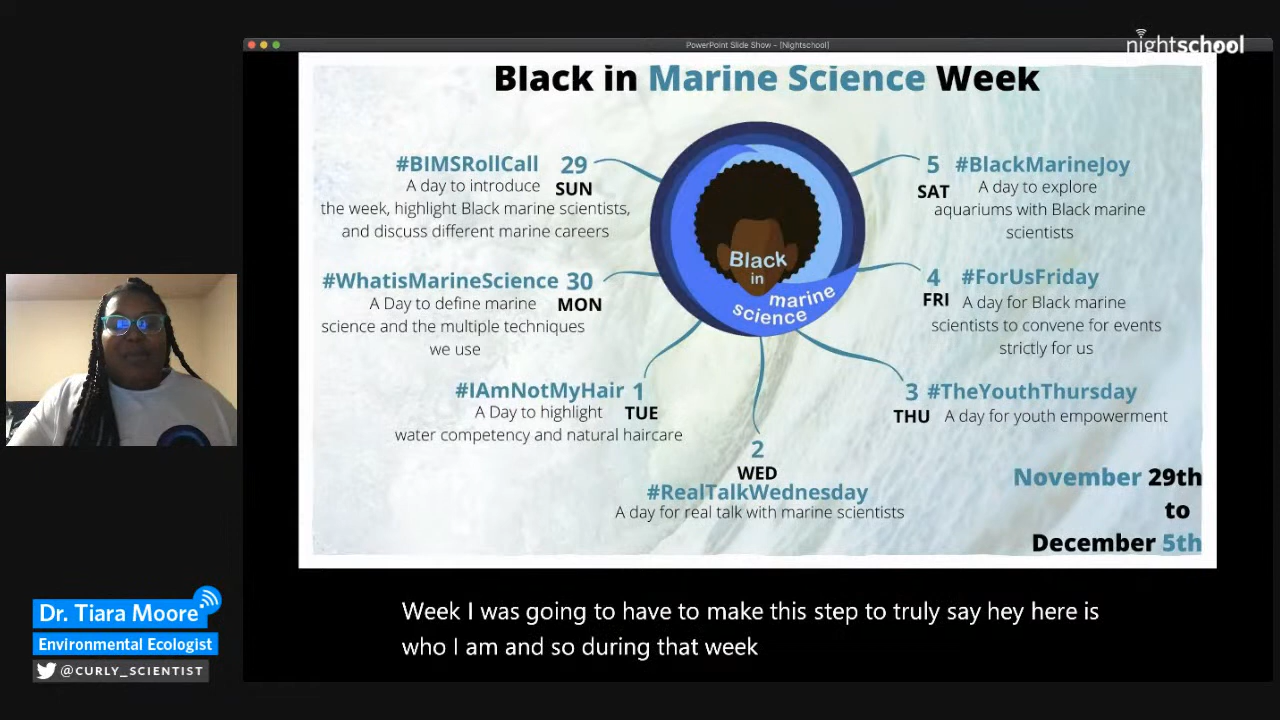 PowerPoint Slide Show - [Nightschool]
nightschool
Black in Marine Science Week
#BIMSRollCall 29
SUN
A day to introduce
the week, highlight Black marine scientists,
and discuss different marine careers
#WhatisMarineScience 30
MON
A Day to define marine
science and the multiple techniques
we use
#IAmNotMyHair 1
TUE
A Day to highlight
water competency and natural haircare
2
WED
#RealTalkWednesday
A day for real talk with marine scientists
3 #TheYouthThursday
THU
A day for youth empowerment
4 #ForUsFriday
FRI
A day for Black marine
scientists to convene for events
strictly for us
5 #BlackMarineJoy
SAT
A day to explore
aquariums with Black marine
scientists
Black
in
marine
science
November 29th
to
December 5th
Dr. Tiara Moore
Environmental Ecologist
@CURLY_SCIENTIST
Week I was going to have to make this step to truly say hey here is
who I am and so during that week